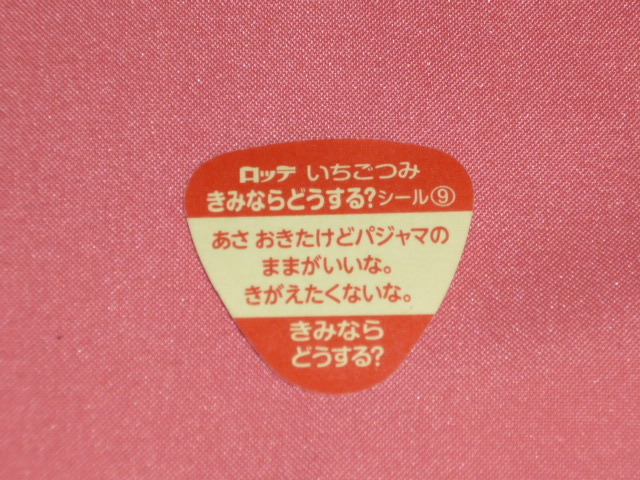 ロッテ いちごつみ
きみならどうする?シール⑨
あさ おきたけどパジャマの
ままがいいな。
きがえたくないな。
きみなら
どうする?